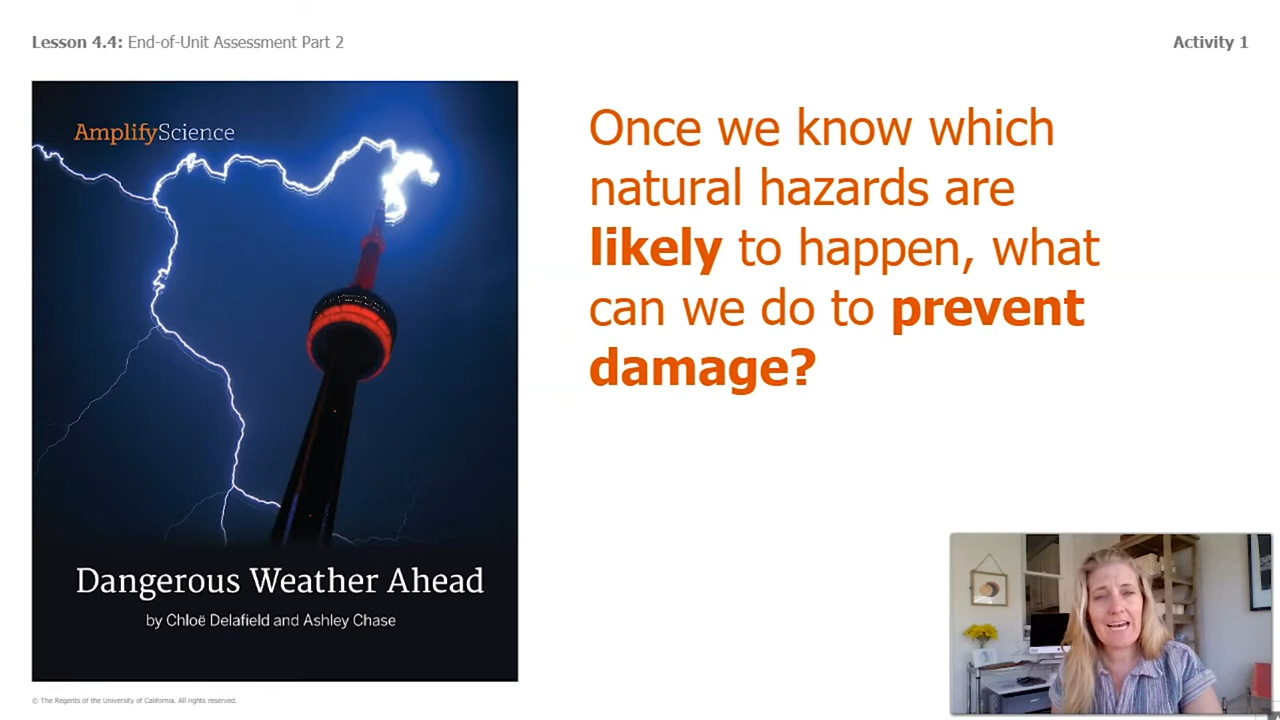 Lesson 4.4: End-of-Unit Assessment Part 2
Activity 1
AmplifyScience
Once we know which
natural hazards are
likely to happen, what
can we do to prevent
damage?
Dangerous Weather Ahead
by Chloë Delafield and Ashley Chase
© The Regents of the University of California. All rights reserved.